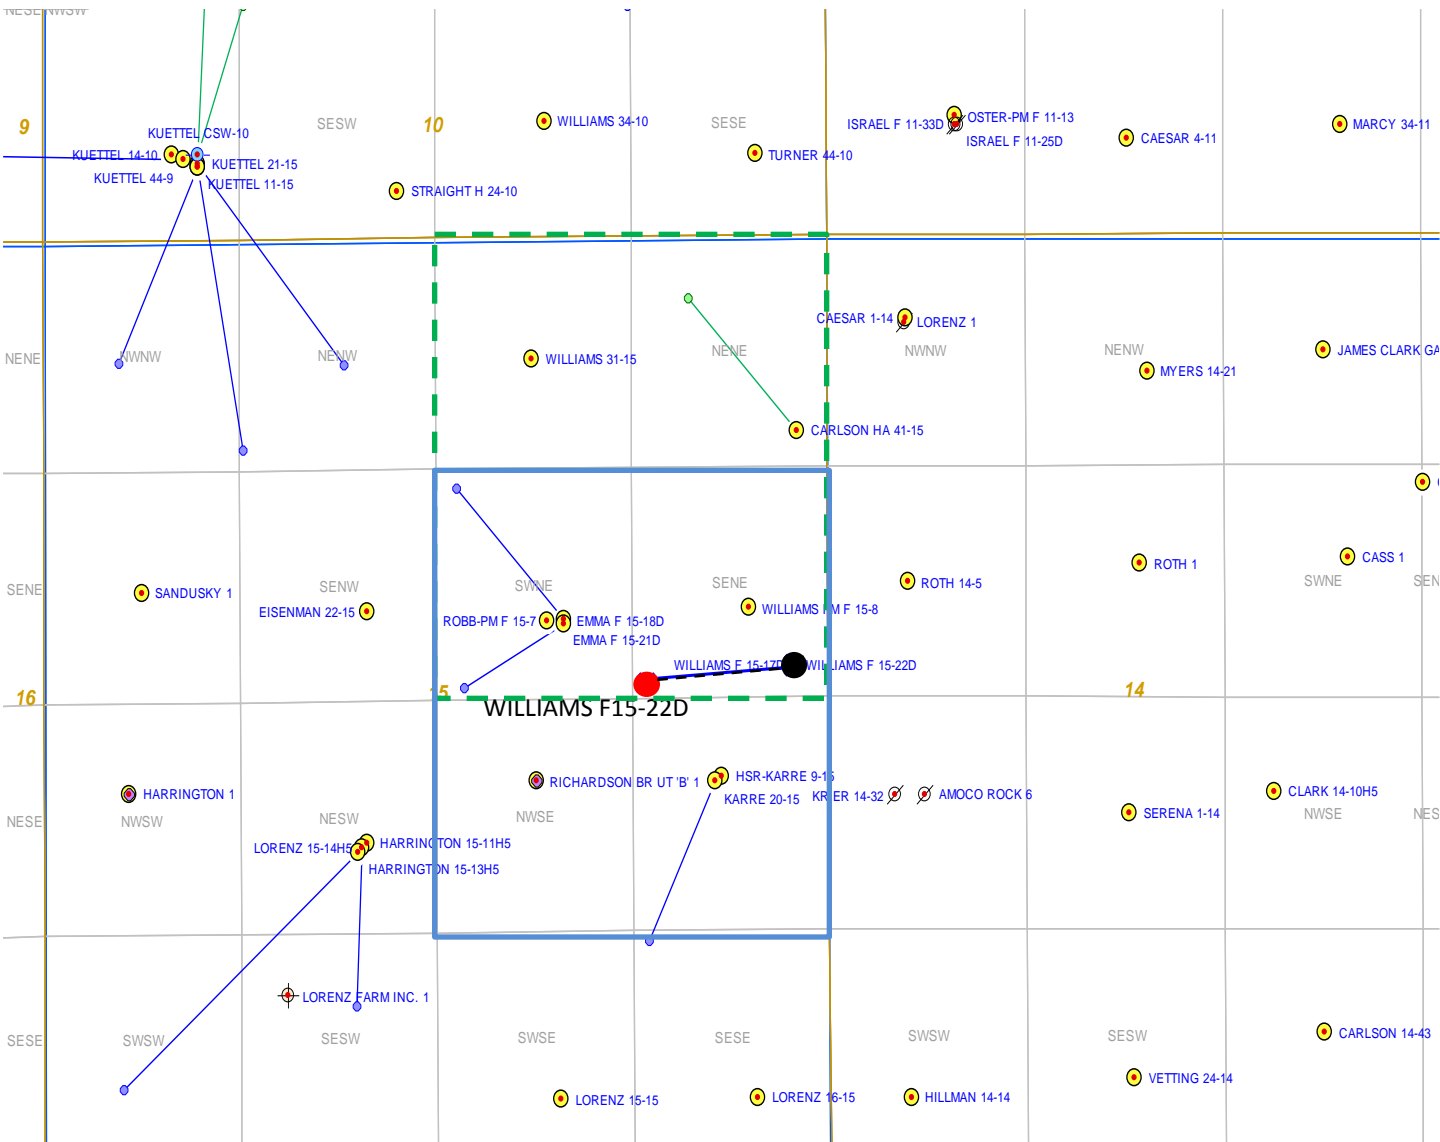 NESE
NWSW
9
KUETTEL CSW-10
SESW
10
WILLIAMS 34-10
SESE
ISRAEL F 11-33D
OSTER-PM F 11-13
ISRAEL F 11-25D
CAESAR 4-11
MARCY 34-11
KUETTEL 14-10
KUETTEL 21-15
TURNER 44-10
KUETTEL 44-9
KUETTEL 11-15
STRAIGHT H 24-10
CAESAR 1-14
LORENZ 1
NENE
NWNW
NENW
WILLIAMS 31-15
NENE
NWNW
NENW
JAMES CLARK GA
MYERS 14-21
CARLSON HA 41-15
SENE
SANDUSKY 1
SENW
SWNE
SENE
ROTH 14-5
ROTH 1
CASS 1
SWNE
SEN
EISENMAN 22-15
ROBB-PM F 15-7
EMMA F 15-18D
WILLIAMS PM F 15-8
EMMA F 15-21D
WILLIAMS F 15-17D
WILLIAMS F 15-22D
16
15
14
WILLIAMS F15-22D
HARRINGTON 1
RICHARDSON BR UT 'B' 1
HSR-KARRE 9-15
KARRE 20-15
KRIER 14-32
AMOCO ROCK 6
CLARK 14-10H5
NESE
NWSW
NESW
NWSE
SERENA 1-14
NWSE
NES
LORENZ 15-14H5
HARRINGTON 15-11H5
HARRINGTON 15-13H5
LORENZ FARM INC. 1
SESE
SWSW
SESW
SWSE
SESE
SWSW
SESW
CARLSON 14-43
VETTING 24-14
LORENZ 15-15
LORENZ 16-15
HILLMAN 14-14